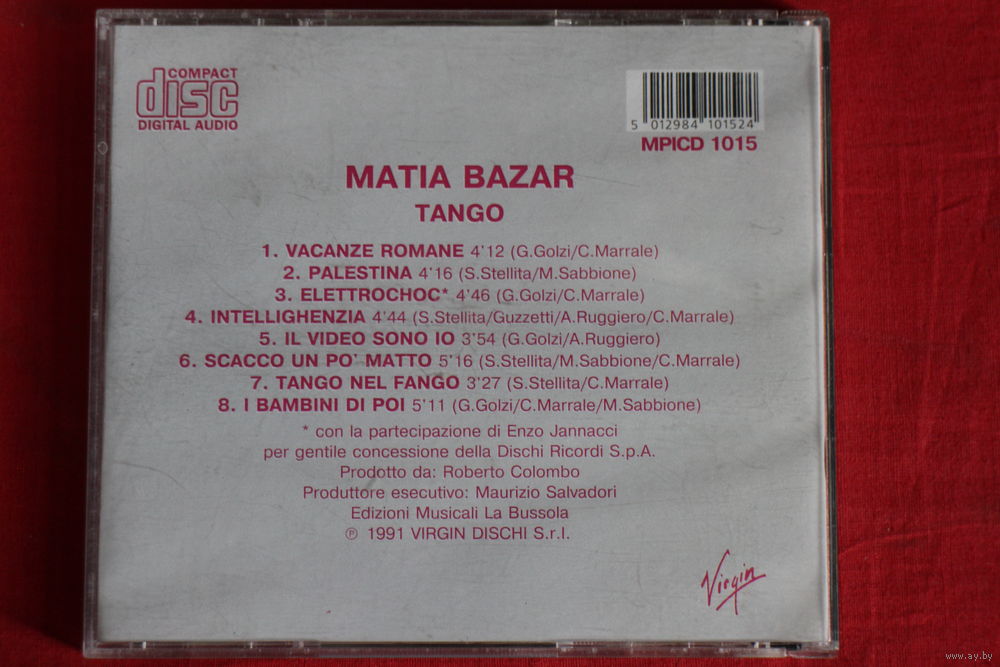 COMPACT
disc
DIGITAL AUDIO
5 012984 101524
MPICD 1015
MATIA BAZAR
TANGO
1. VACANZE ROMANE 4'12 (G.Golzi/C.Marrale)
2. PALESTINA 4'16 (S.Stellita/M.Sabbione)
3. ELETTROCHOC* 4'46 (G.Golzi/C.Marrale)
4. INTELLIGHENZIA 4'44 (S.Stellita/Guzzetti/A.Ruggiero/C.Marrale)
5. IL VIDEO SONO IO 3'54 (G.Golzi/A.Ruggiero)
6. SCACCO UN PO' MATTO 5'16 (S.Stellita/M.Sabbione/C.Marrale)
7. TANGO NEL FANGO 3'27 (S.Stellita/C.Marrale)
8. I BAMBINI DI POI 5'11 (G.Golzi/C.Marrale/M.Sabbione)
* con la partecipazione di Enzo Jannacci
per gentile concessione della Dischi Ricordi S.p.A.
Prodotto da: Roberto Colombo
Produttore esecutivo: Maurizio Salvadori
Edizioni Musicali La Bussola
℗ 1991 VIRGIN DISCHI S.r.l.
Virgin
www.ay.by